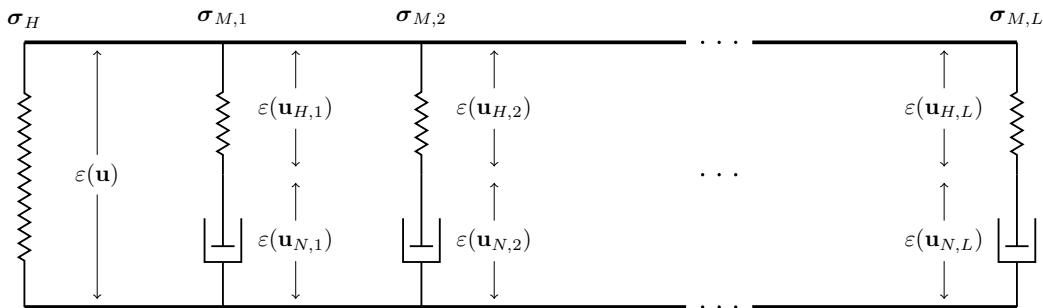 σ_H σ_{M,1} σ_{M,2} σ_{M,L}
. . .
ε(u_{H,1}) ε(u_{H,2}) ε(u_{H,L})
ε(u) . . .
ε(u_{N,1}) ε(u_{N,2}) ε(u_{N,L})
. . .